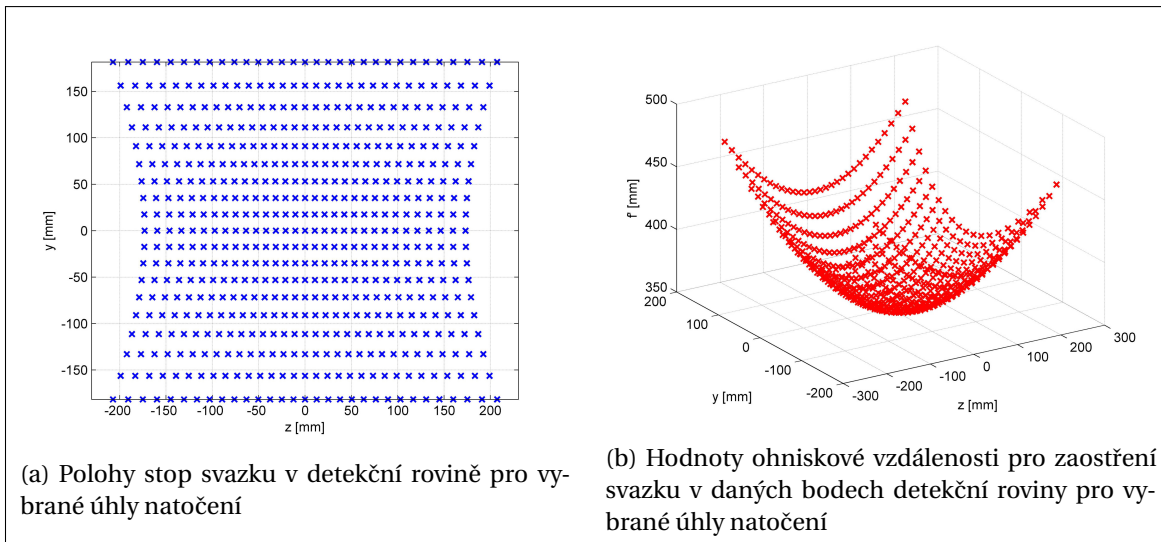 150
100
50
0
-50
-100
-150
y [mm]
-200 -150 -100 -50 0 50 100 150 200
z [mm]
500
450
400
350
f' [mm]
200
100
0
-100
-200
y [mm]
-300 -200 -100 0 100 200 300
z [mm]
(a) Polohy stop svazku v detekční rovině pro vy-
brané úhly natočení
(b) Hodnoty ohniskové vzdálenosti pro zaostření
svazku v daných bodech detekční roviny pro vy-
brané úhly natočení